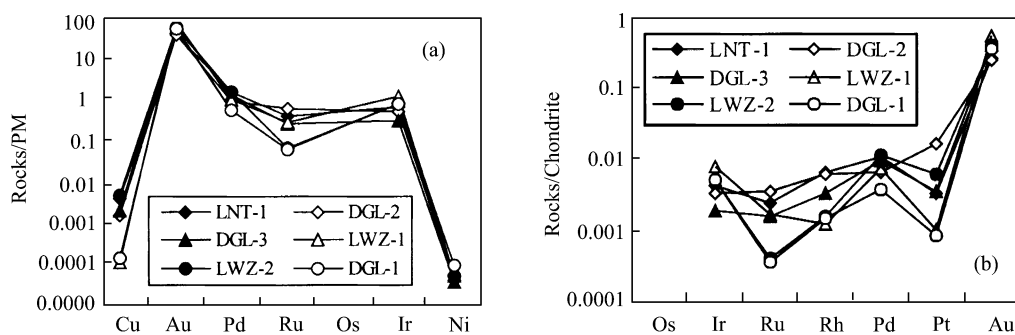 (a)
Rocks/PM
100
10
1
0.1
0.01
0.001
0.0001
0.0000
LNT-1 DGL-2
DGL-3 LWZ-1
LWZ-2 DGL-1
Cu Au Pd Ru Os Ir Ni
(b)
Rocks/Chondrite
1
0.1
0.01
0.001
0.0001
LNT-1 DGL-2
DGL-3 LWZ-1
LWZ-2 DGL-1
Os Ir Ru Rh Pd Pt Au